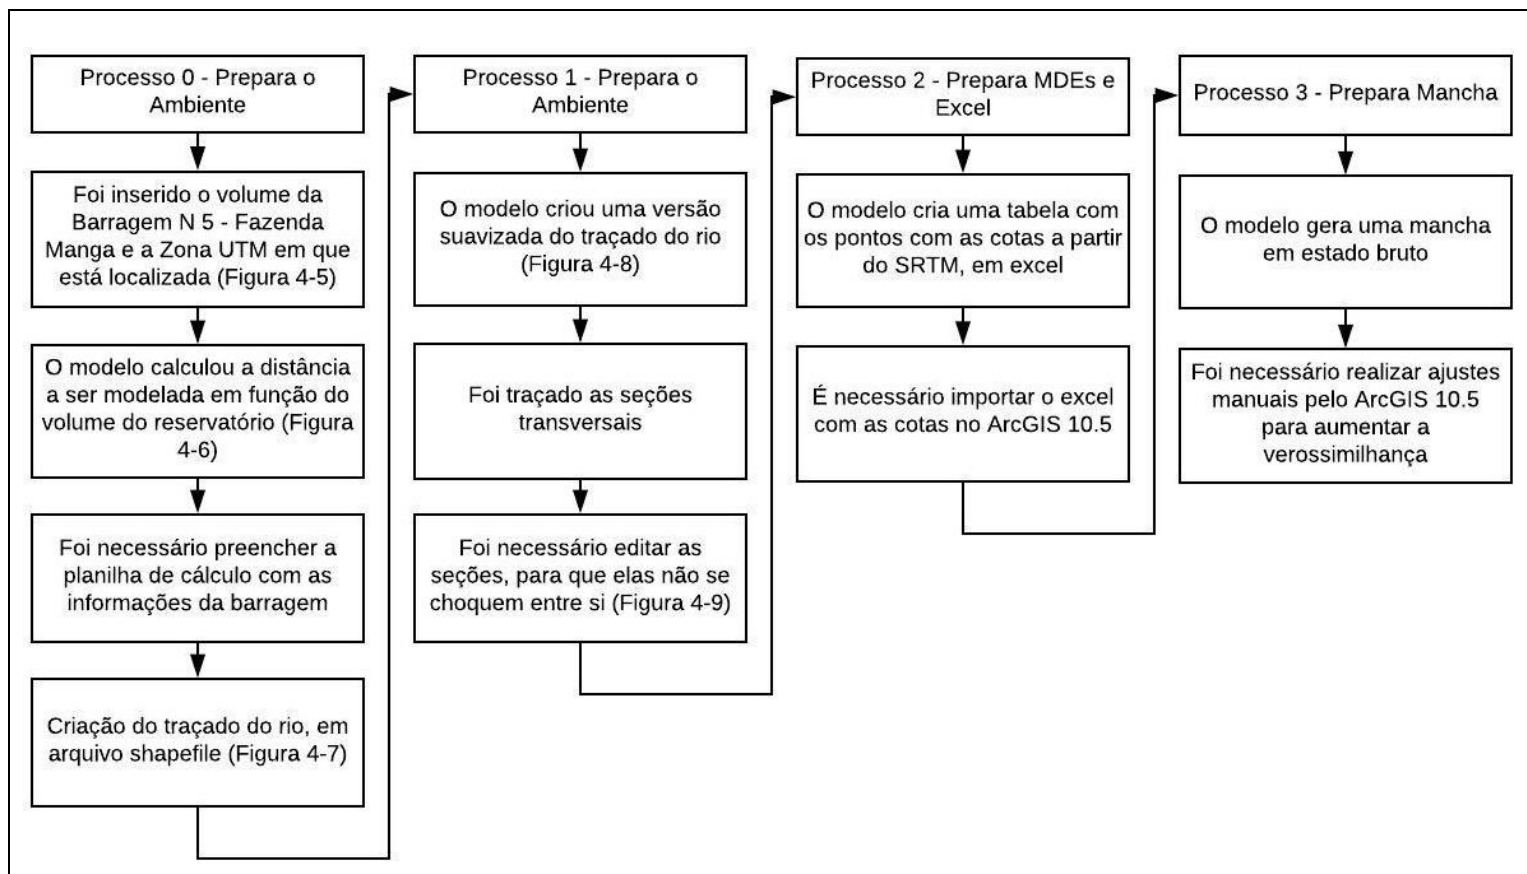 Processo 0 - Prepara o
Ambiente
Foi inserido o volume da
Barragem N 5 - Fazenda
Manga e a Zona UTM em que
está localizada (Figura 4-5)
O modelo calculou a distância
a ser modelada em função do
volume do reservatório (Figura
4-6)
Foi necessário preencher a
planilha de cálculo com as
informações da barragem
Criação do traçado do rio, em
arquivo shapefile (Figura 4-7)
Processo 1 - Prepara o
Ambiente
O modelo criou uma versão
suavizada do traçado do rio
(Figura 4-8)
Foi traçado as seções
transversais
Foi necessário editar as
seções, para que elas não se
choquem entre si (Figura 4-9)
Processo 2 - Prepara MDEs e
Excel
O modelo cria uma tabela com
os pontos com as cotas a partir
do SRTM, em excel
É necessário importar o excel
com as cotas no ArcGIS 10.5
Processo 3 - Prepara Mancha
O modelo gera uma mancha
em estado bruto
Foi necessário realizar ajustes
manuais pelo ArcGIS 10.5
para aumentar a
verossimilhança